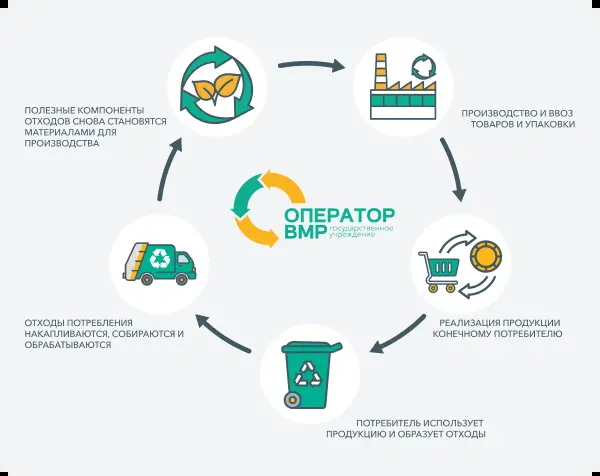 ПОЛЕЗНЫЕ КОМПОНЕНТЫ
ОТХОДОВ СНОВА СТАНОВЯТСЯ
МАТЕРИАЛАМИ ДЛЯ
ПРОИЗВОДСТВА
ПРОИЗВОДСТВО И ВВОЗ
ТОВАРОВ И УПАКОВКИ
ОПЕРАТОР
ВМР
государственное
учреждение
ОТХОДЫ ПОТРЕБЛЕНИЯ
НАКАПЛИВАЮТСЯ, СОБИРАЮТСЯ И
ОБРАБАТЫВАЮТСЯ
РЕАЛИЗАЦИЯ ПРОДУКЦИИ
КОНЕЧНОМУ ПОТРЕБИТЕЛЮ
ПОТРЕБИТЕЛЬ ИСПОЛЬЗУЕТ
ПРОДУКЦИЮ И ОБРАЗУЕТ ОТХОДЫ